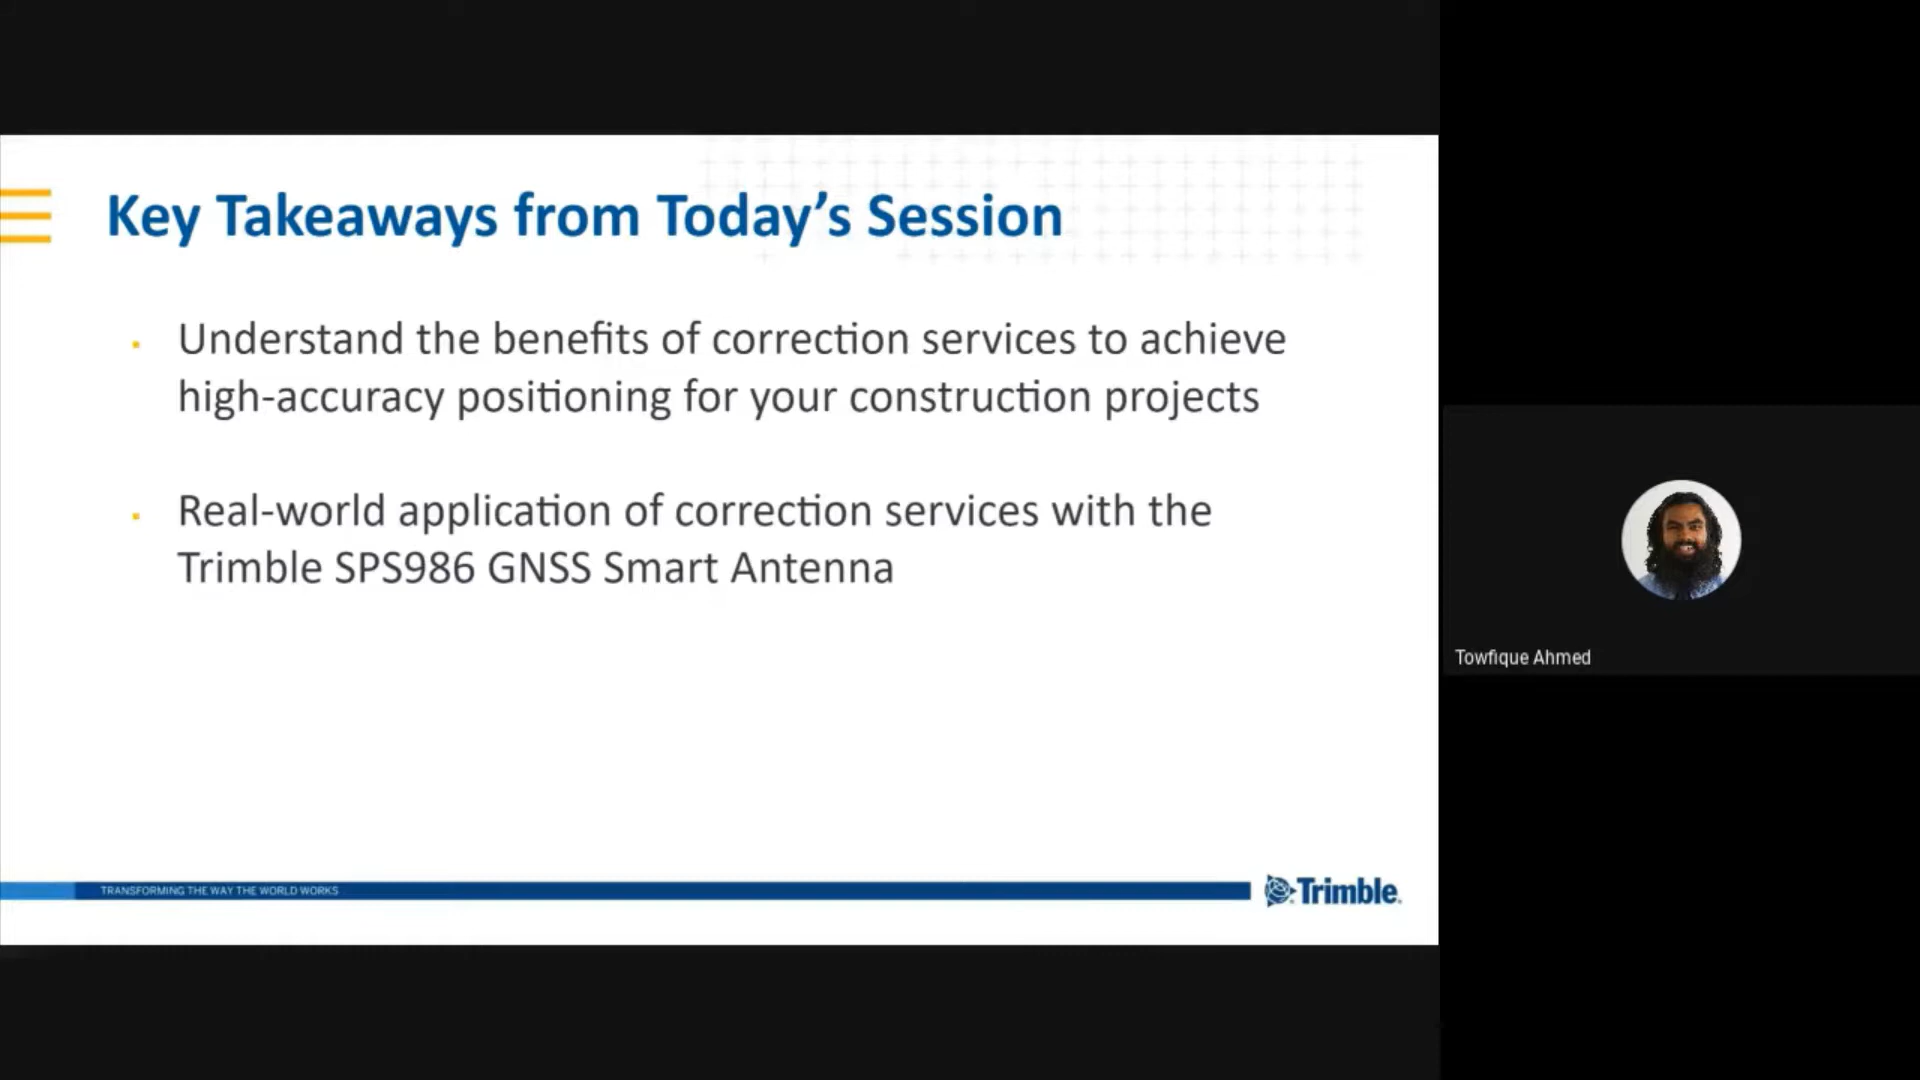 Key Takeaways from Today’s Session
Understand the benefits of correction services to achieve
high-accuracy positioning for your construction projects
Real-world application of correction services with the
Trimble SPS986 GNSS Smart Antenna
Towfique Ahmed
TRANSFORMING THE WAY THE WORLD WORKS
Trimble